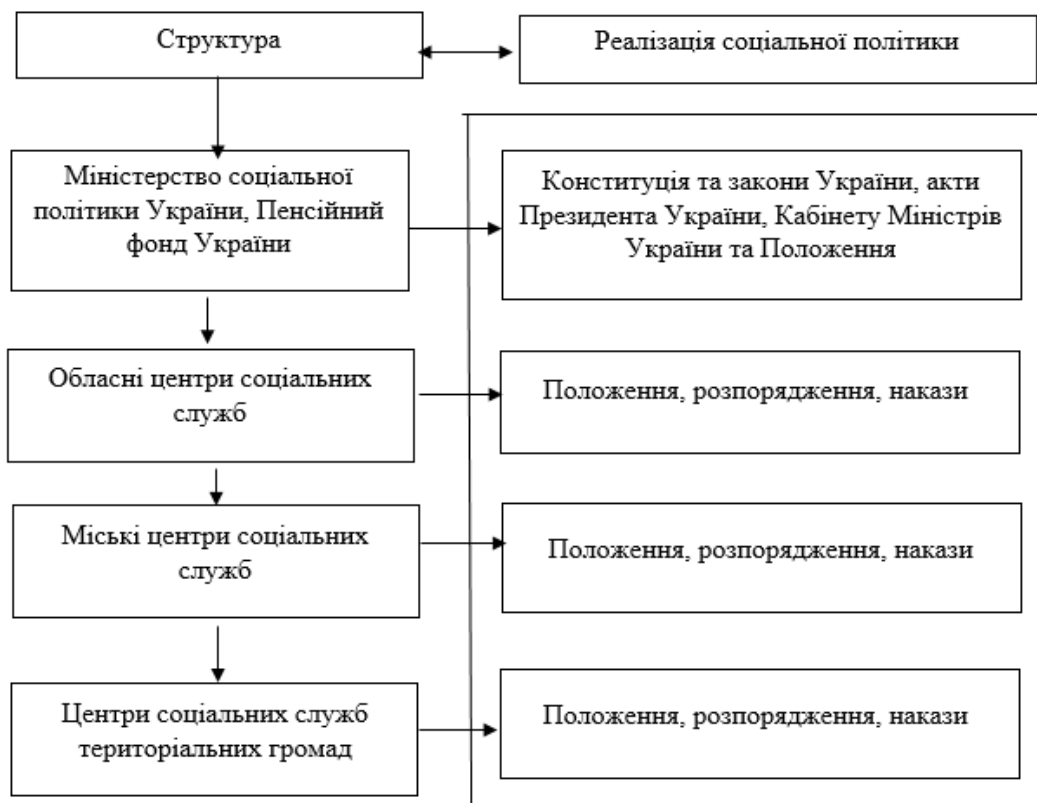 Структура
Реалізація соціальної політики
Міністерство соціальної
політики України, Пенсійний
фонд України
Конституція та закони України, акти
Президента України, Кабінету Міністрів
України та Положення
Обласні центри соціальних
служб
Положення, розпорядження, накази
Міські центри соціальних
служб
Положення, розпорядження, накази
Центри соціальних служб
територіальних громад
Положення, розпорядження, накази